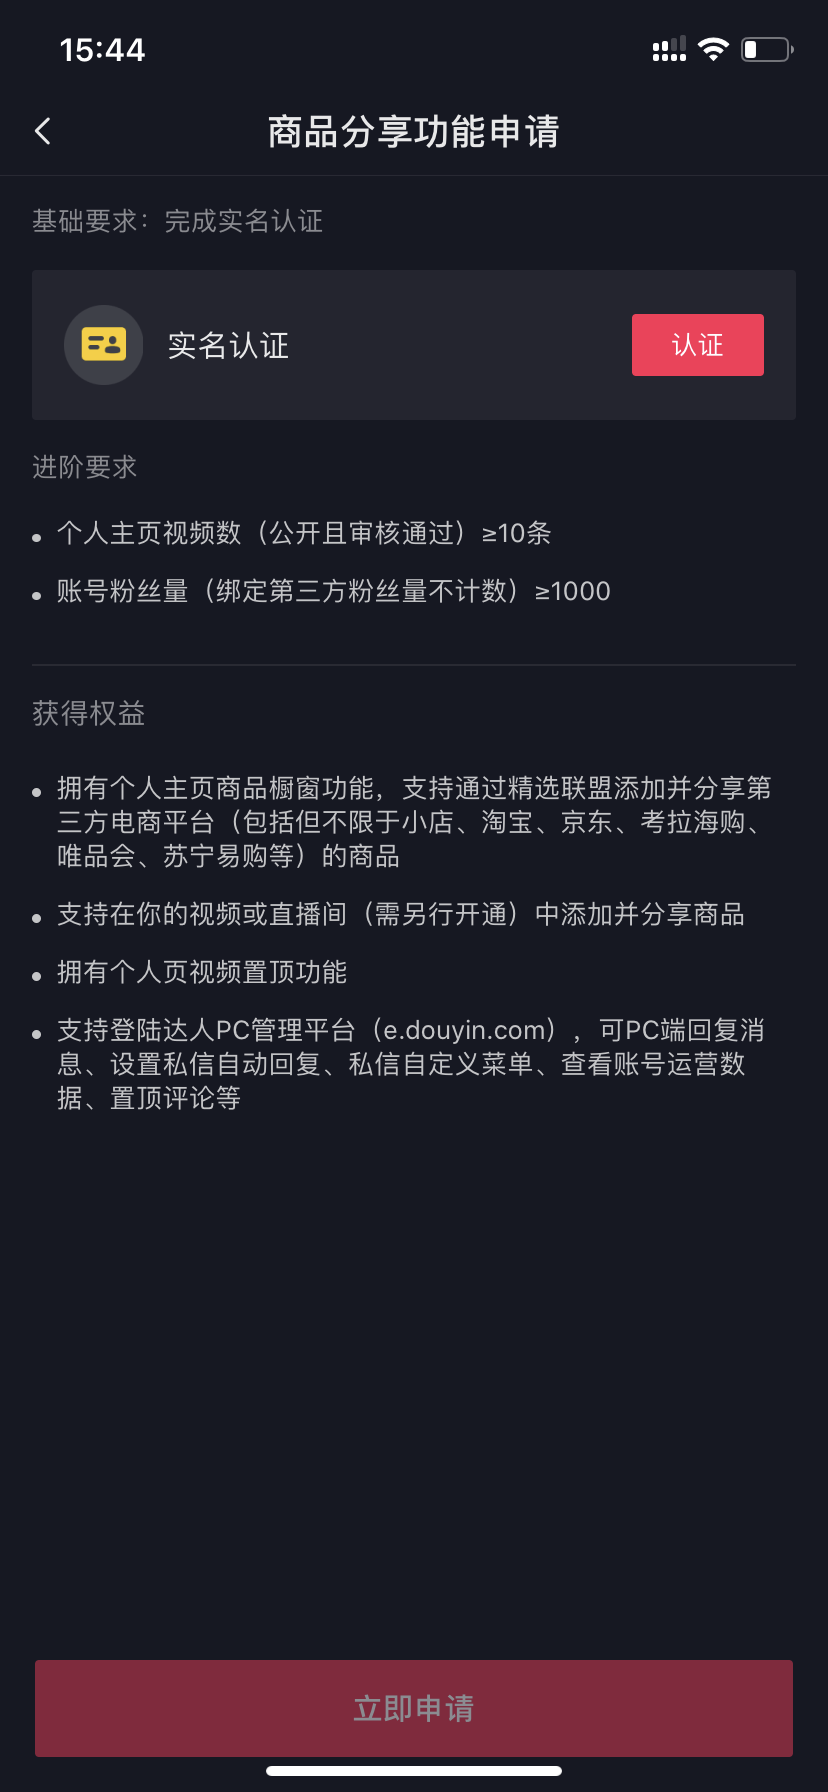 15:44
商品分享功能申请
基础要求：完成实名认证
实名认证
认证
进阶要求
个人主页视频数（公开且审核通过）≥10条
账号粉丝量（绑定第三方粉丝量不计数）≥1000
获得权益
拥有个人主页商品橱窗功能，支持通过精选联盟添加并分享第
三方电商平台（包括但不限于小店、淘宝、京东、考拉海购、
唯品会、苏宁易购等）的商品
支持在你的视频或直播间（需另行开通）中添加并分享商品
拥有个人页视频置顶功能
支持登陆达人PC管理平台（e.douyin.com），可PC端回复消
息、设置私信自动回复、私信自定义菜单、查看账号运营数
据、置顶评论等
立即申请